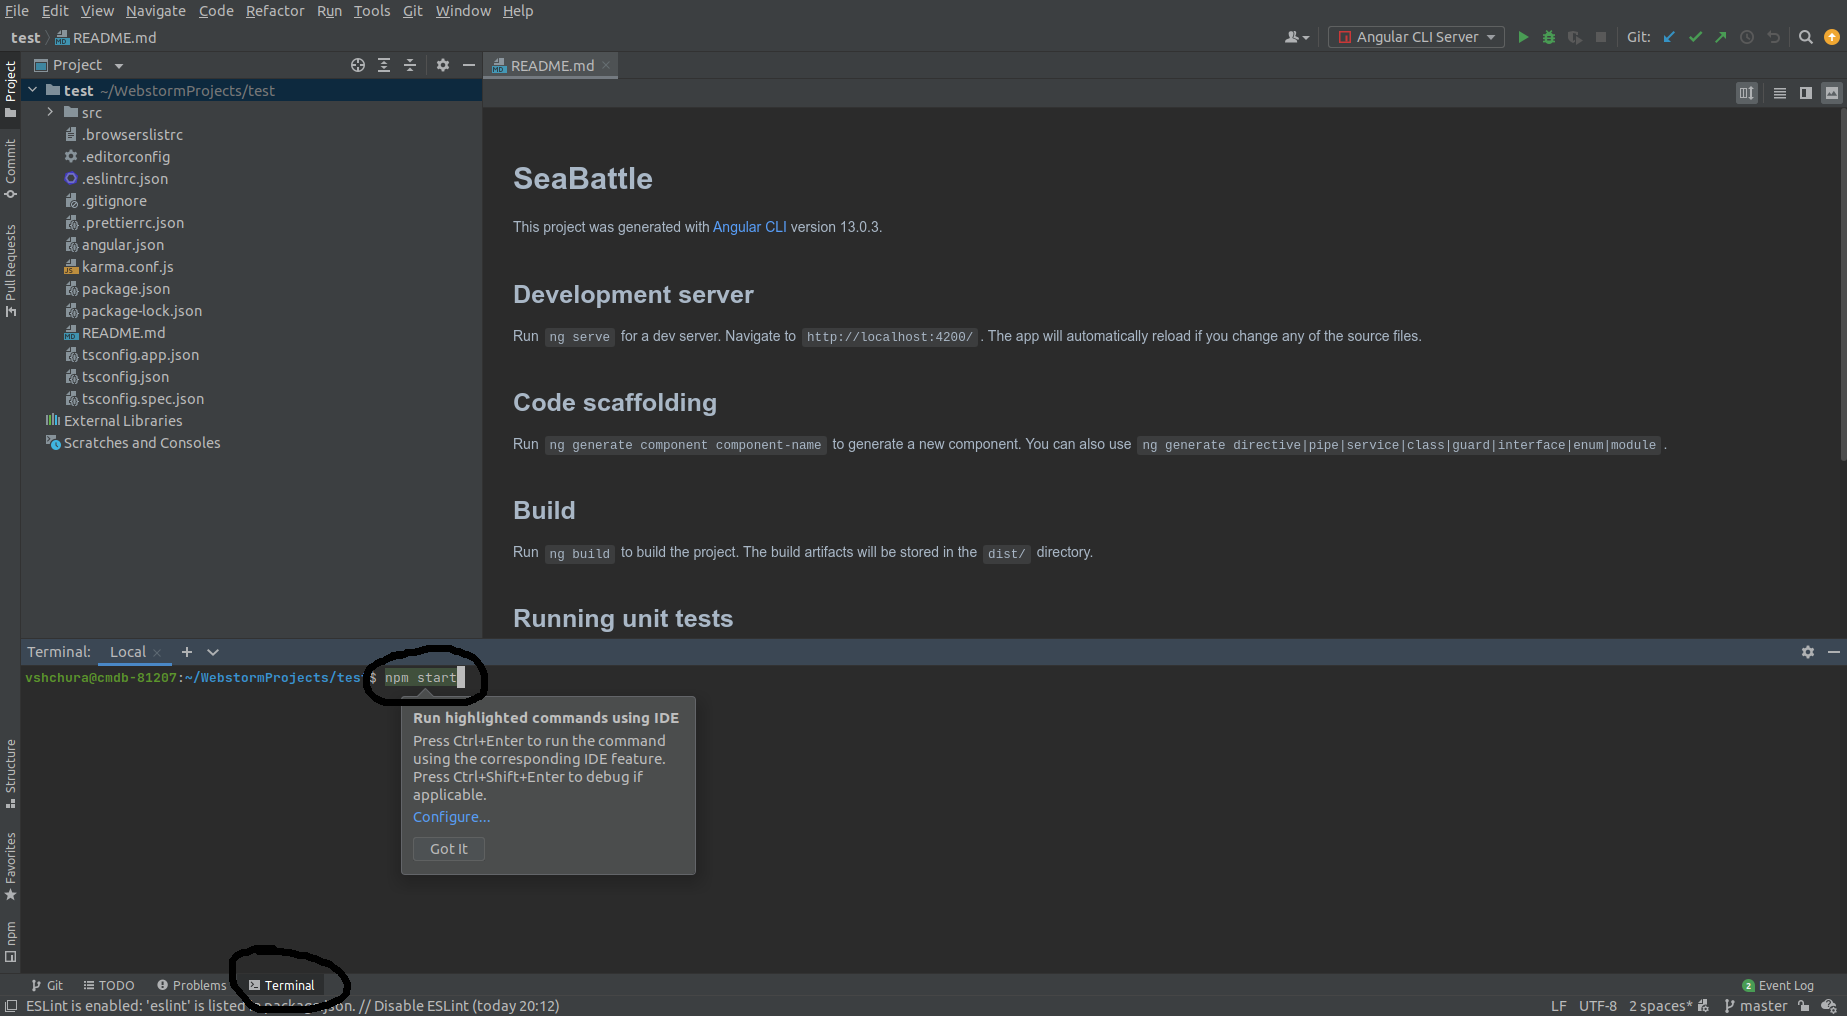 File Edit View Navigate Code Refactor Run Tools Git Window Help
test README.md
Angular CLI Server Git:
Project
README.md
test ~/WebstormProjects/test
src
.browserslistrc
.editorconfig
.eslintrc.json
.gitignore
.prettierrc.json
angular.json
karma.conf.js
package.json
package-lock.json
README.md
tsconfig.app.json
tsconfig.json
tsconfig.spec.json
External Libraries
Scratches and Consoles
Project
Commit
Pull Requests
Structure
Favorites
npm
SeaBattle
This project was generated with Angular CLI version 13.0.3.
Development server
Run ng serve for a dev server. Navigate to http://localhost:4200/ . The app will automatically reload if you change any of the source files.
Code scaffolding
Run ng generate component component-name to generate a new component. You can also use ng generate directive|pipe|service|class|guard|interface|enum|module .
Build
Run ng build to build the project. The build artifacts will be stored in the dist/ directory.
Running unit tests
Terminal: Local
vshchura@cmdb-81207:~/WebstormProjects/test$ npm start
Run highlighted commands using IDE
Press Ctrl+Enter to run the command
using the corresponding IDE feature.
Press Ctrl+Shift+Enter to debug if
applicable.
Configure...
Got It
Git TODO Problems Terminal
2 Event Log
ESLint is enabled: 'eslint' is listed package.json. // Disable ESLint (today 20:12)
LF UTF-8 2 spaces* master